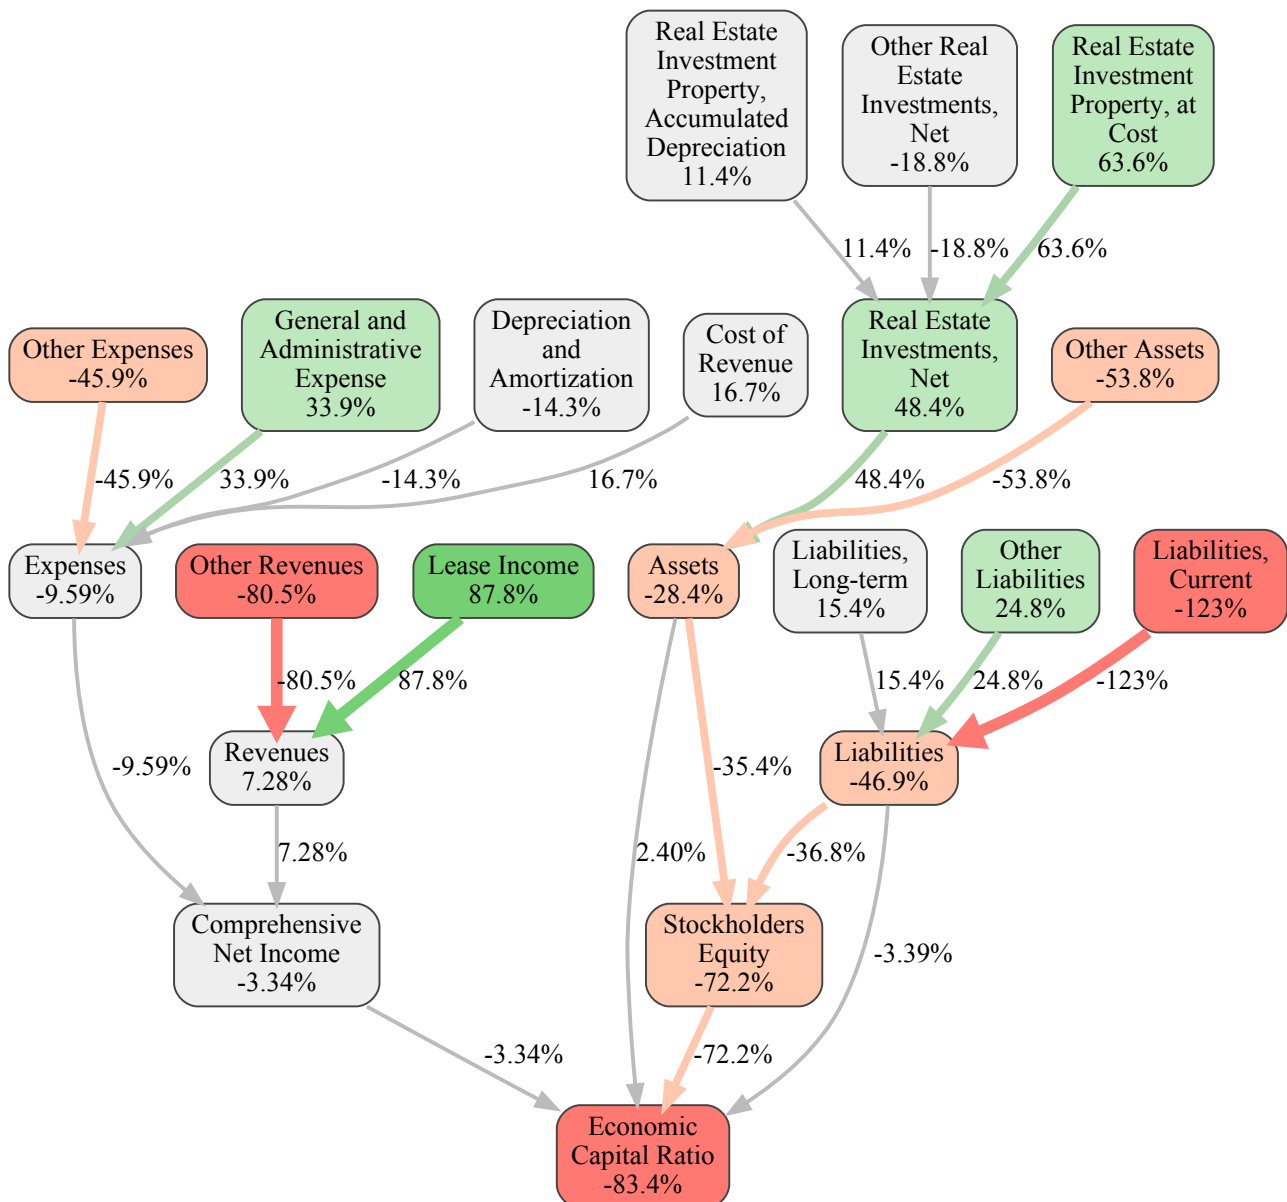 Real Estate
Investment
Property,
Accumulated
Depreciation
11.4%
Other Real
Estate
Investments,
Net
-18.8%
Real Estate
Investment
Property, at
Cost
63.6%
11.4%
-18.8%
63.6%
Other Expenses
-45.9%
General and
Administrative
Expense
33.9%
Depreciation
and
Amortization
-14.3%
Cost of
Revenue
16.7%
Real Estate
Investments,
Net
48.4%
Other Assets
-53.8%
-45.9%
33.9%
-14.3%
16.7%
48.4%
-53.8%
Expenses
-9.59%
Other Revenues
-80.5%
Lease Income
87.8%
Assets
-28.4%
Liabilities,
Long-term
15.4%
Other
Liabilities
24.8%
Liabilities,
Current
-123%
-80.5%
87.8%
15.4%
24.8%
-123%
-9.59%
Revenues
7.28%
-35.4%
Liabilities
-46.9%
7.28%
2.40%
-36.8%
-3.39%
Comprehensive
Net Income
-3.34%
Stockholders
Equity
-72.2%
-3.34%
-72.2%
Economic
Capital Ratio
-83.4%